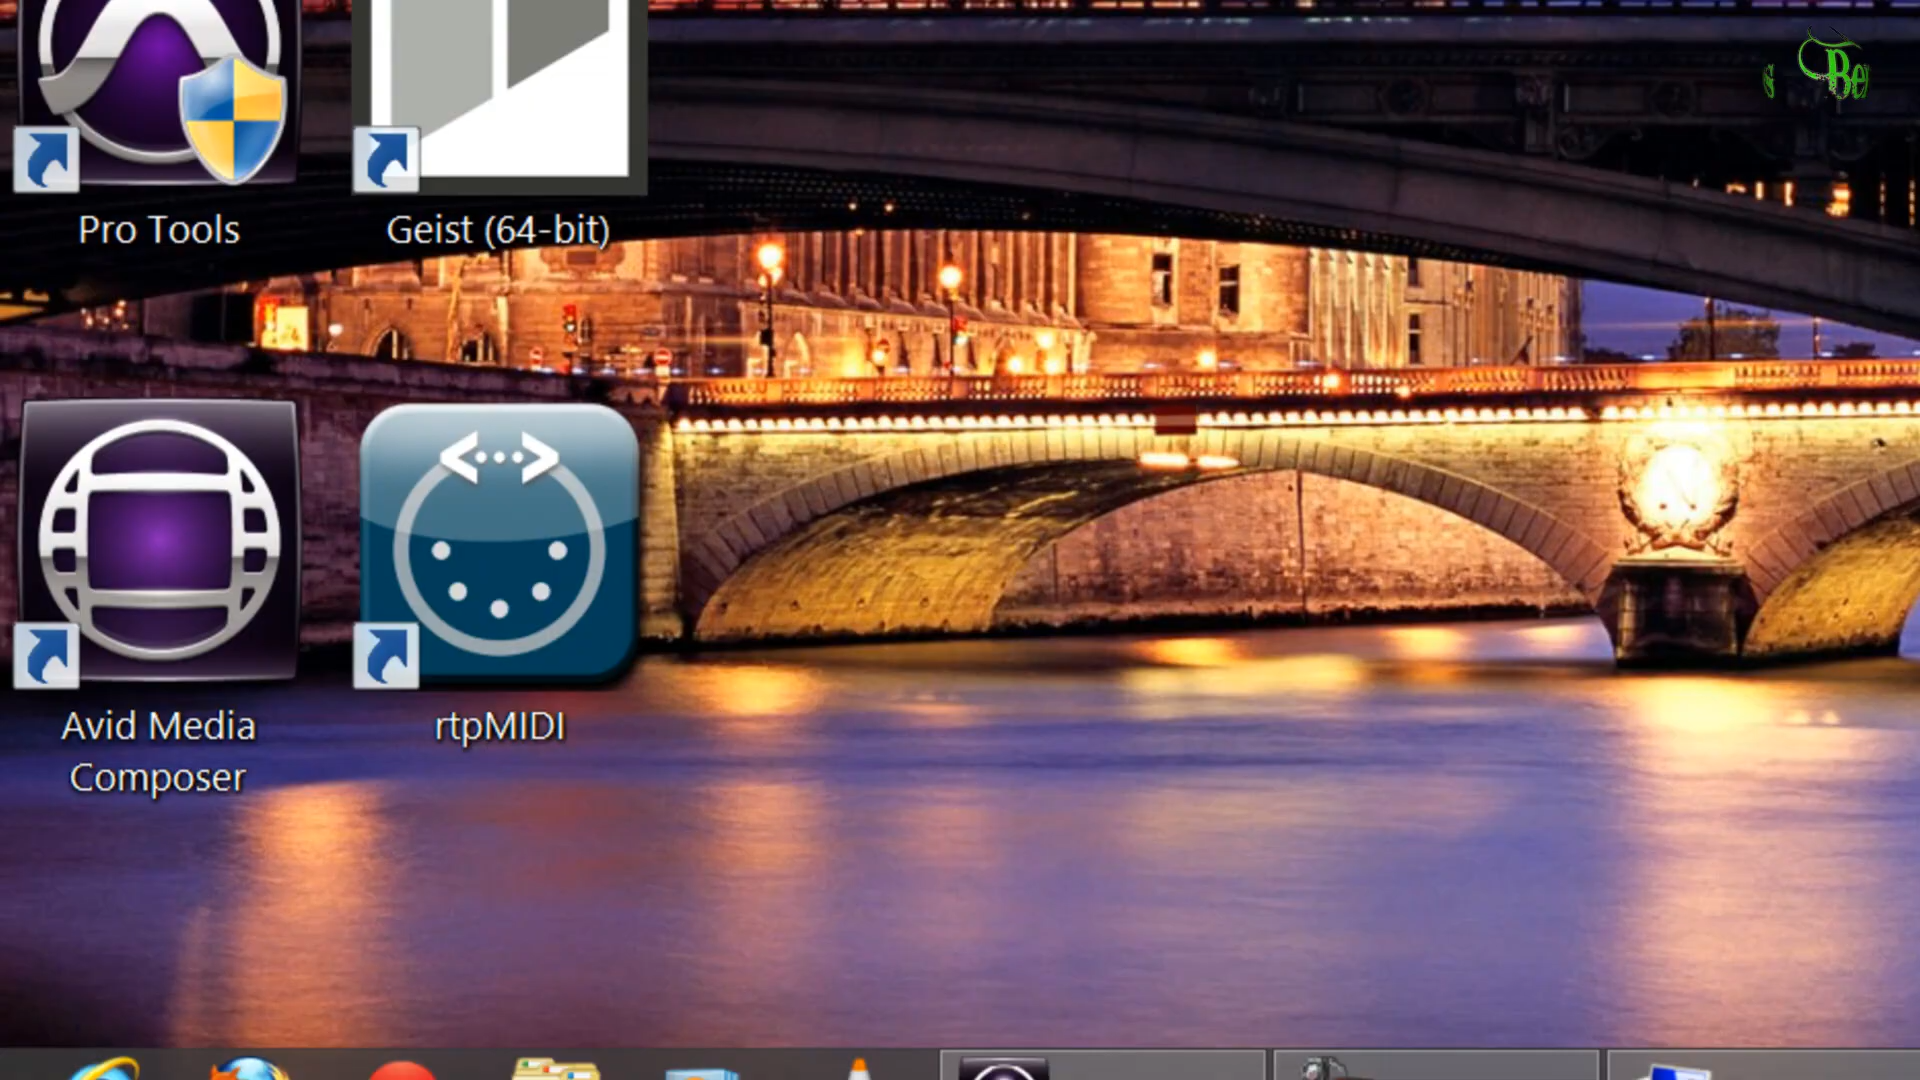 Pro Tools
Geist (64-bit)
Avid Media
Composer
rtpMIDI